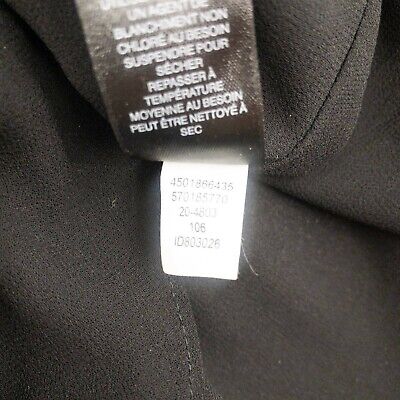 UN AGENT DE
BLANCHIMENT NON
CHLORÉ AU BESOIN
SUSPENDRE POUR
SÉCHER
REPASSER À
TEMPÉRATURE
MOYENNE AU BESOIN
PEUT ÊTRE NETTOYÉ À
SEC
4501866435
570185770
20-4803
106
ID603026